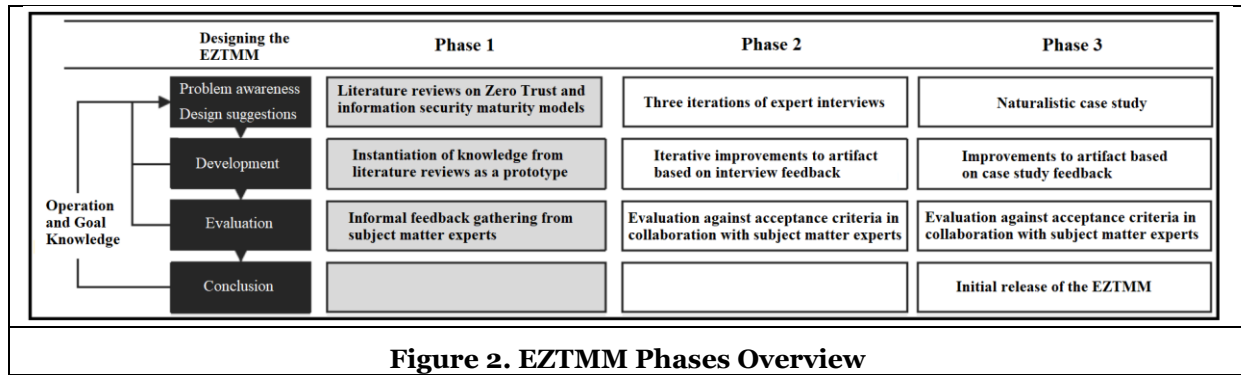 Designing the
EZTMM
Phase 1
Phase 2
Phase 3
Problem awareness
Design suggestions
Literature reviews on Zero Trust and
information security maturity models
Three iterations of expert interviews
Naturalistic case study
Development
Instantiation of knowledge from
literature reviews as a prototype
Iterative improvements to artifact
based on interview feedback
Improvements to artifact based
on case study feedback
Operation
and Goal
Knowledge
Evaluation
Informal feedback gathering from
subject matter experts
Evaluation against acceptance criteria in
collaboration with subject matter experts
Evaluation against acceptance criteria in
collaboration with subject matter experts
Conclusion
Initial release of the EZTMM
Figure 2. EZTMM Phases Overview